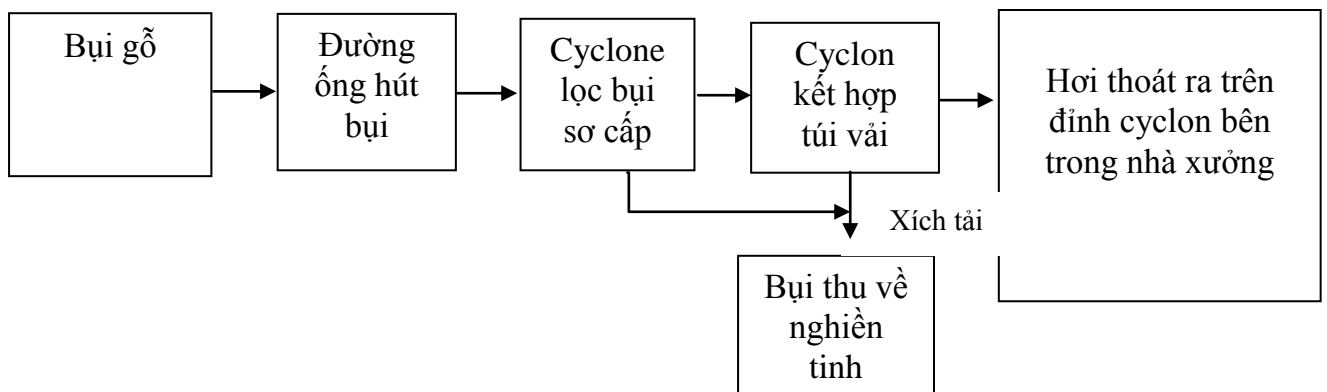 Bụi gỗ
Đường
ống hút
bụi
Cyclone
lọc bụi
sơ cấp
Cyclon
kết hợp
túi vải
Hơi thoát ra trên
đỉnh cyclon bên
trong nhà xưởng
Xích tải
Bụi thu về
nghiền
tinh